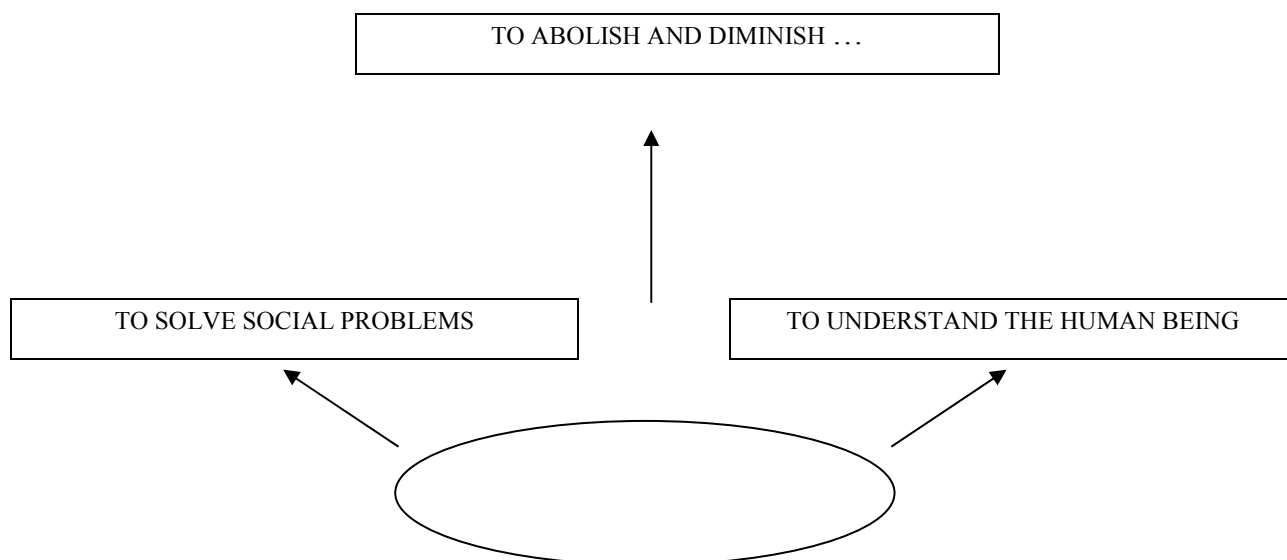 TO ABOLISH AND DIMINISH …
TO SOLVE SOCIAL PROBLEMS
TO UNDERSTAND THE HUMAN BEING